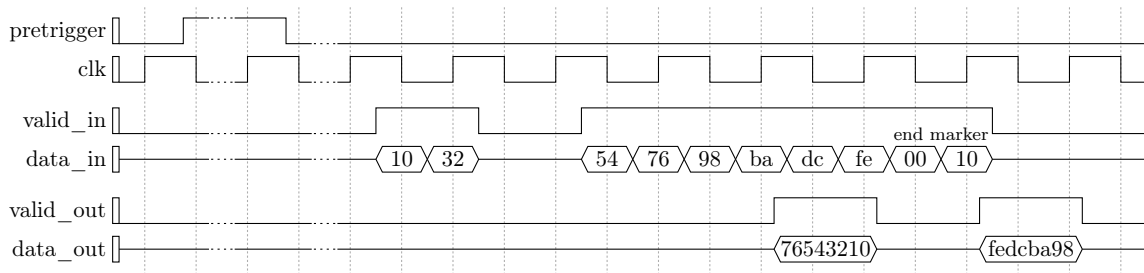 pretrigger
clk
valid_in
end marker
data_in 10 32 54 76 98 ba dc fe 00 10
valid_out
data_out 76543210 fedcba98